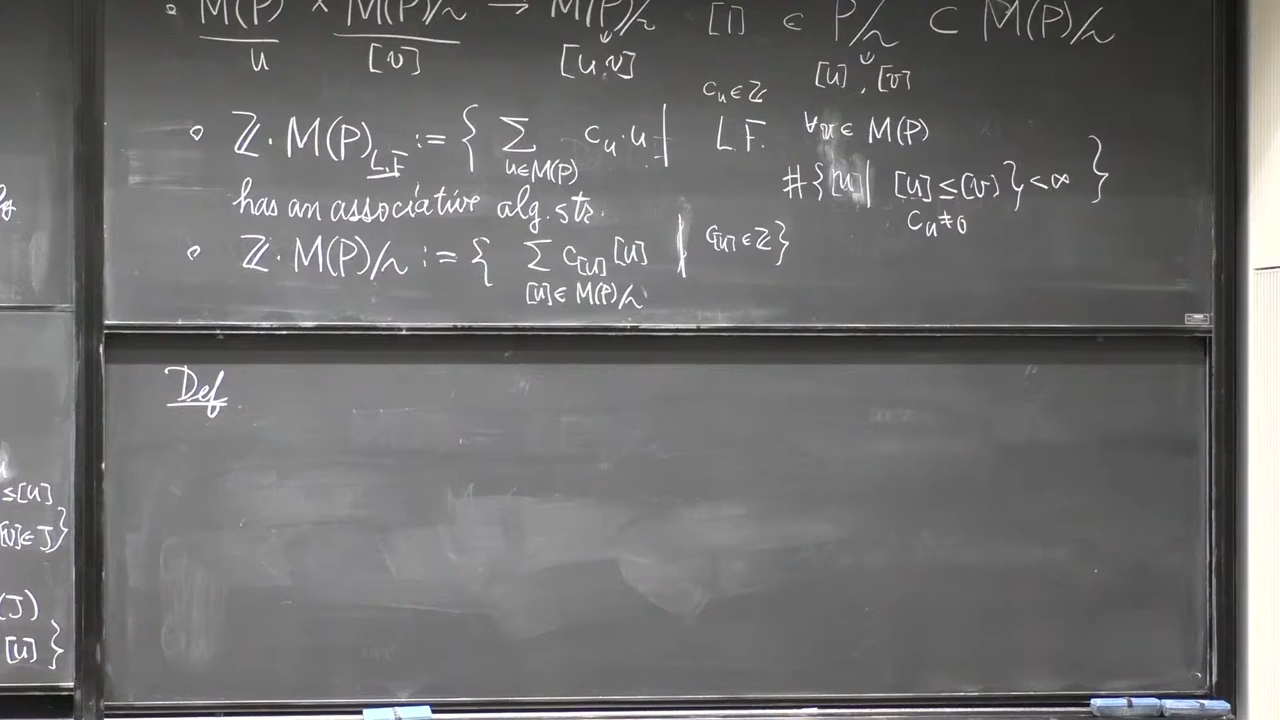 ∘ M(P) × M(P)/~ → M(P)/~ [1] ∈ P/~ ⊂ M(P)/~
u [v] [u,v] [u], [v]
∘ ℤ·M(P)_{L.F} := { Σ_{u∈M(P)} c_u·u | L.F. ∀v ∈ M(P)
c_u ∈ ℤ
#{[u] | [u] ≤ [v]} < ∞ }
c_u ≠ 0
has an associative alg. str.
∘ ℤ·M(P)/~ := { Σ_{[u]∈M(P)/~} c_{[u]} [u] | c_{[u]} ∈ ℤ }
Def
≤[u]
[v] ∈ J}
(J)
[u] }